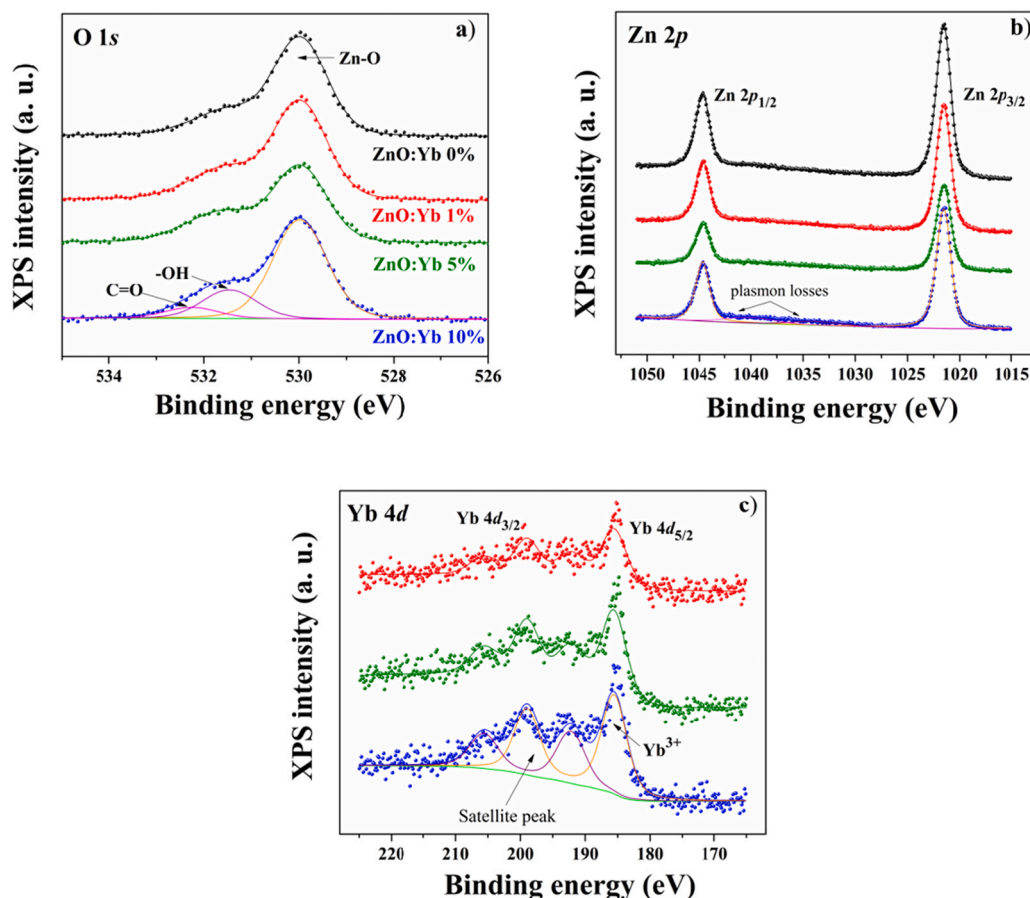 O 1s
a)
Zn-O
ZnO:Yb 0%
ZnO:Yb 1%
ZnO:Yb 5%
-OH
C=O
ZnO:Yb 10%
534 532 530 528 526
Binding energy (eV)
XPS intensity (a. u.)
Zn 2p
b)
Zn 2p1/2
Zn 2p3/2
plasmon losses
1050 1045 1040 1035 1030 1025 1020 1015
Binding energy (eV)
XPS intensity (a. u.)
Yb 4d
c)
Yb 4d3/2
Yb 4d5/2
Yb3+
Satellite peak
220 210 200 190 180 170
Binding energy (eV)
XPS intensity (a. u.)